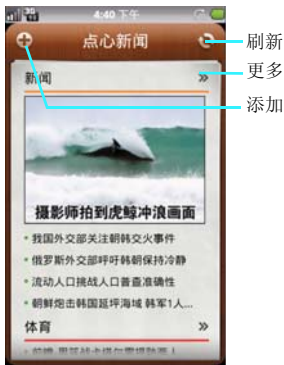 3G 4:40 下午
点心新闻
刷新
新闻
更多
添加
摄影师拍到虎鲸冲浪画面
我国外交部关注朝韩交火事件
俄罗斯外交部呼吁韩朝保持冷静
流动人口挑战人口普查准确性
朝鲜炮击韩国延坪海域 韩军1人...
体育